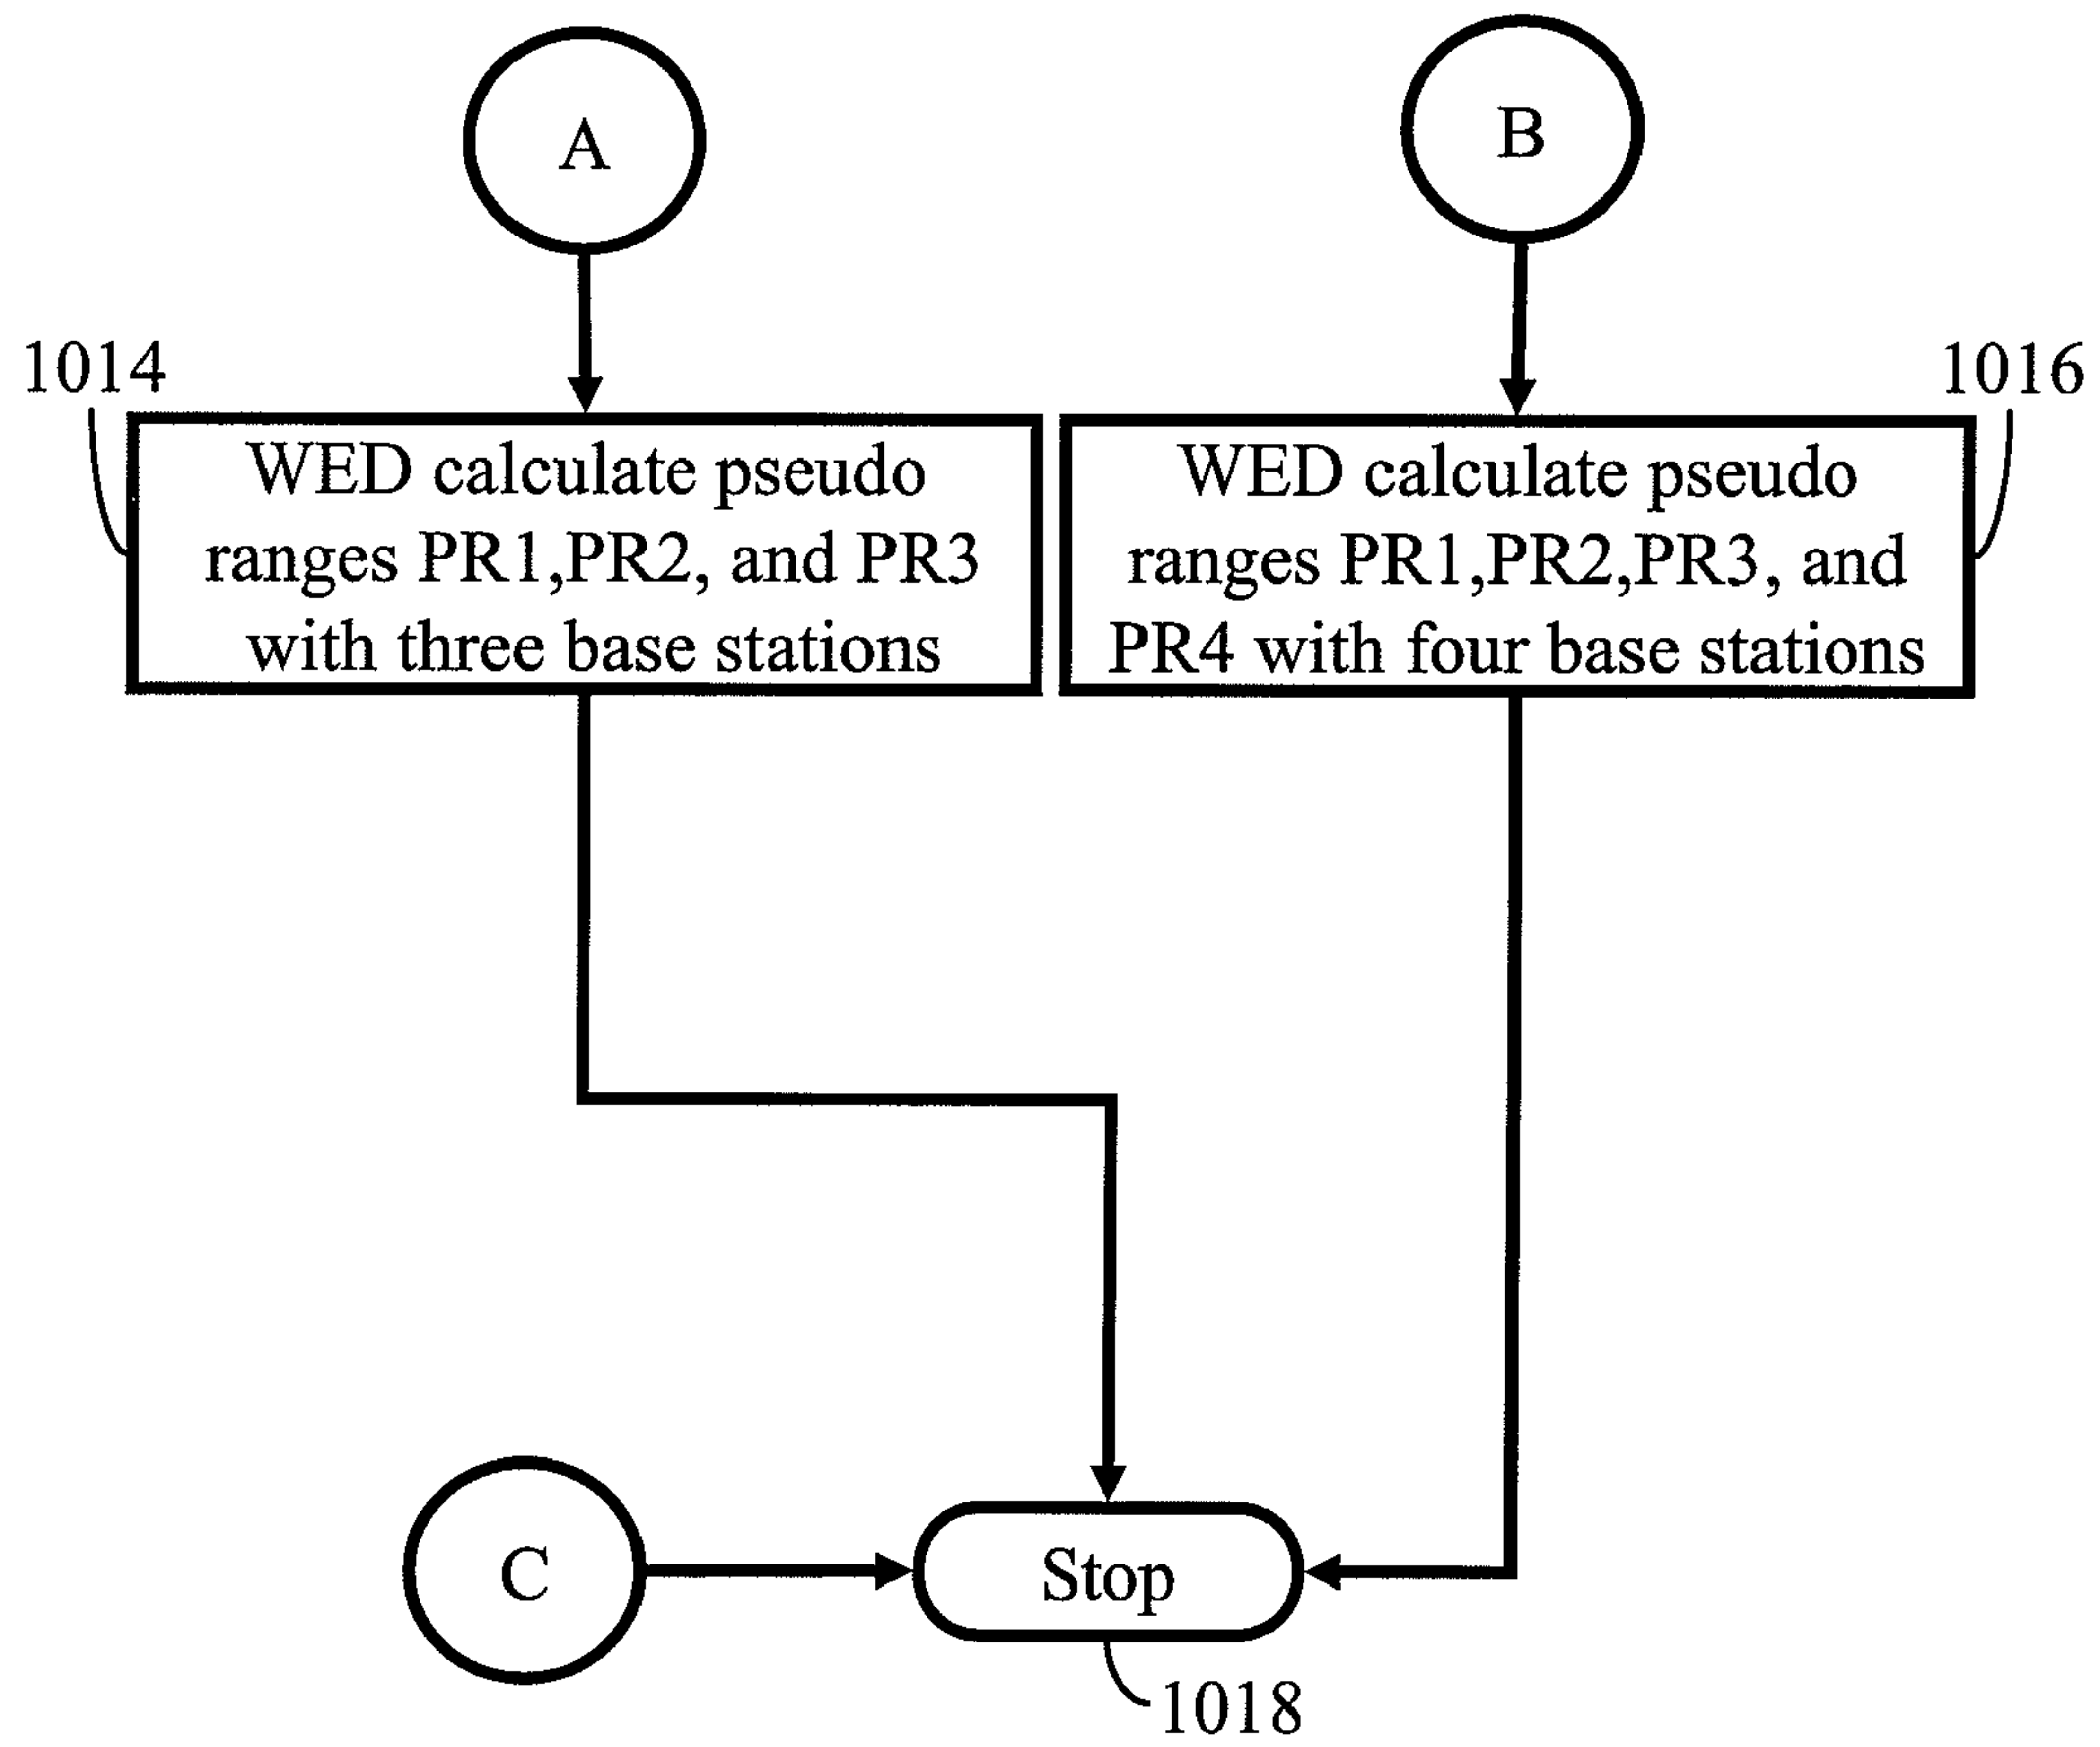 A
B
1014
1016
WED calculate pseudo
ranges PR1,PR2, and PR3
with three base stations
WED calculate pseudo
ranges PR1,PR2,PR3, and
PR4 with four base stations
C
Stop
1018